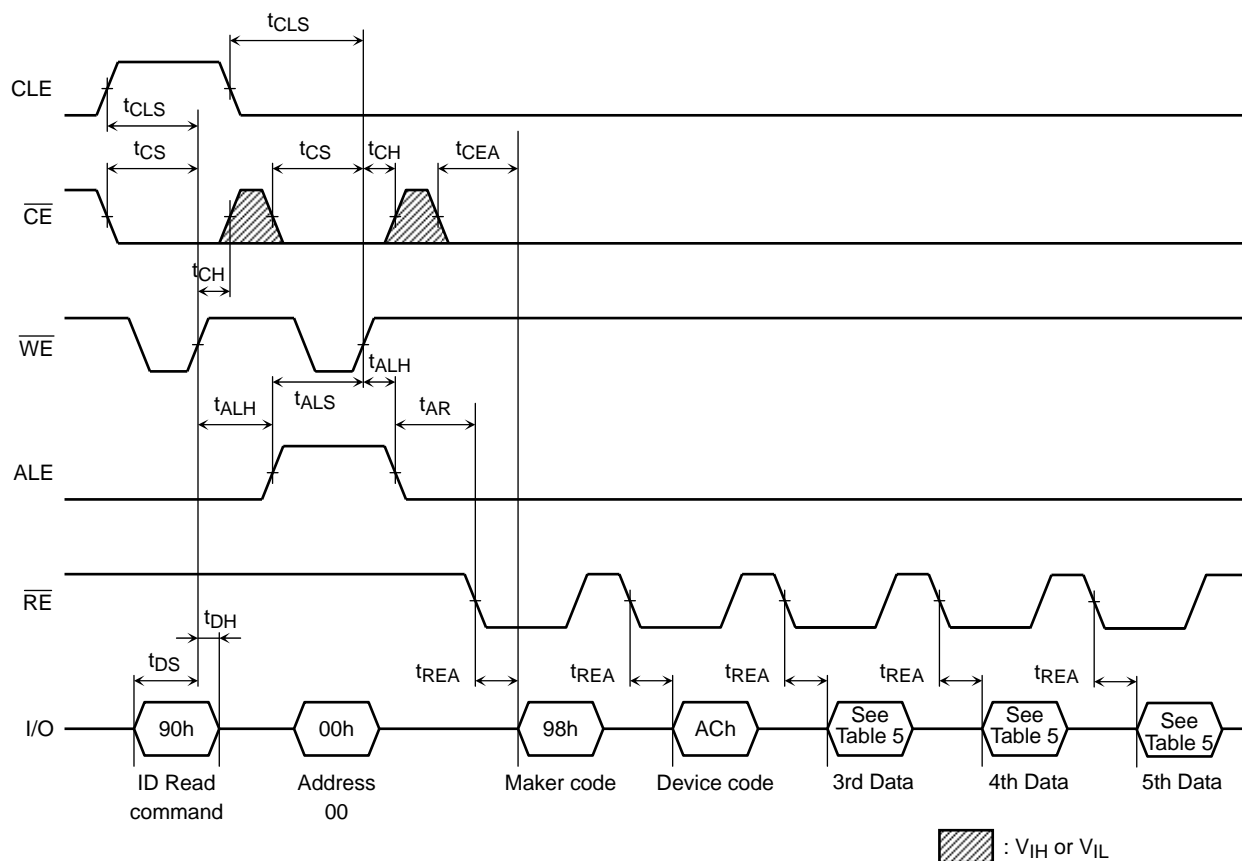 tCLS
CLE
tCLS
tCS
tCS
tCH
tCEA
CE
tCH
WE
tALH
tALH
tALS
tAR
ALE
RE
tDH
tDS
tREA
tREA
tREA
tREA
tREA
I/O
90h
00h
98h
ACh
See
Table 5
See
Table 5
See
Table 5
ID Read
command
Address
00
Maker code
Device code
3rd Data
4th Data
5th Data
: VIH or VIL